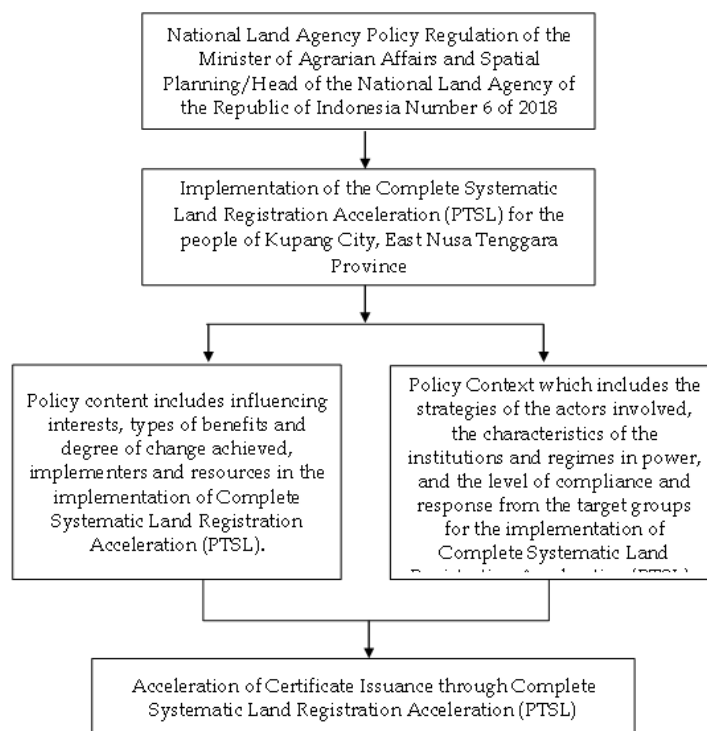 National Land Agency Policy Regulation of the
Minister of Agrarian Affairs and Spatial
Planning/Head of the National Land Agency of
the Republic of Indonesia Number 6 of 2018
Implementation of the Complete Systematic
Land Registration Acceleration (PTSL) for the
people of Kupang City, East Nusa Tenggara
Province
Policy content includes influencing
interests, types of benefits and
degree of change achieved,
implementers and resources in the
implementation of Complete
Systematic Land Registration
Acceleration (PTSL).
Policy Context which includes the
strategies of the actors involved,
the characteristics of the
institutions and regimes in power,
and the level of compliance and
response from the target groups
for the implementation of
Complete Systematic Land
Acceleration of Certificate Issuance through Complete
Systematic Land Registration Acceleration (PTSL)